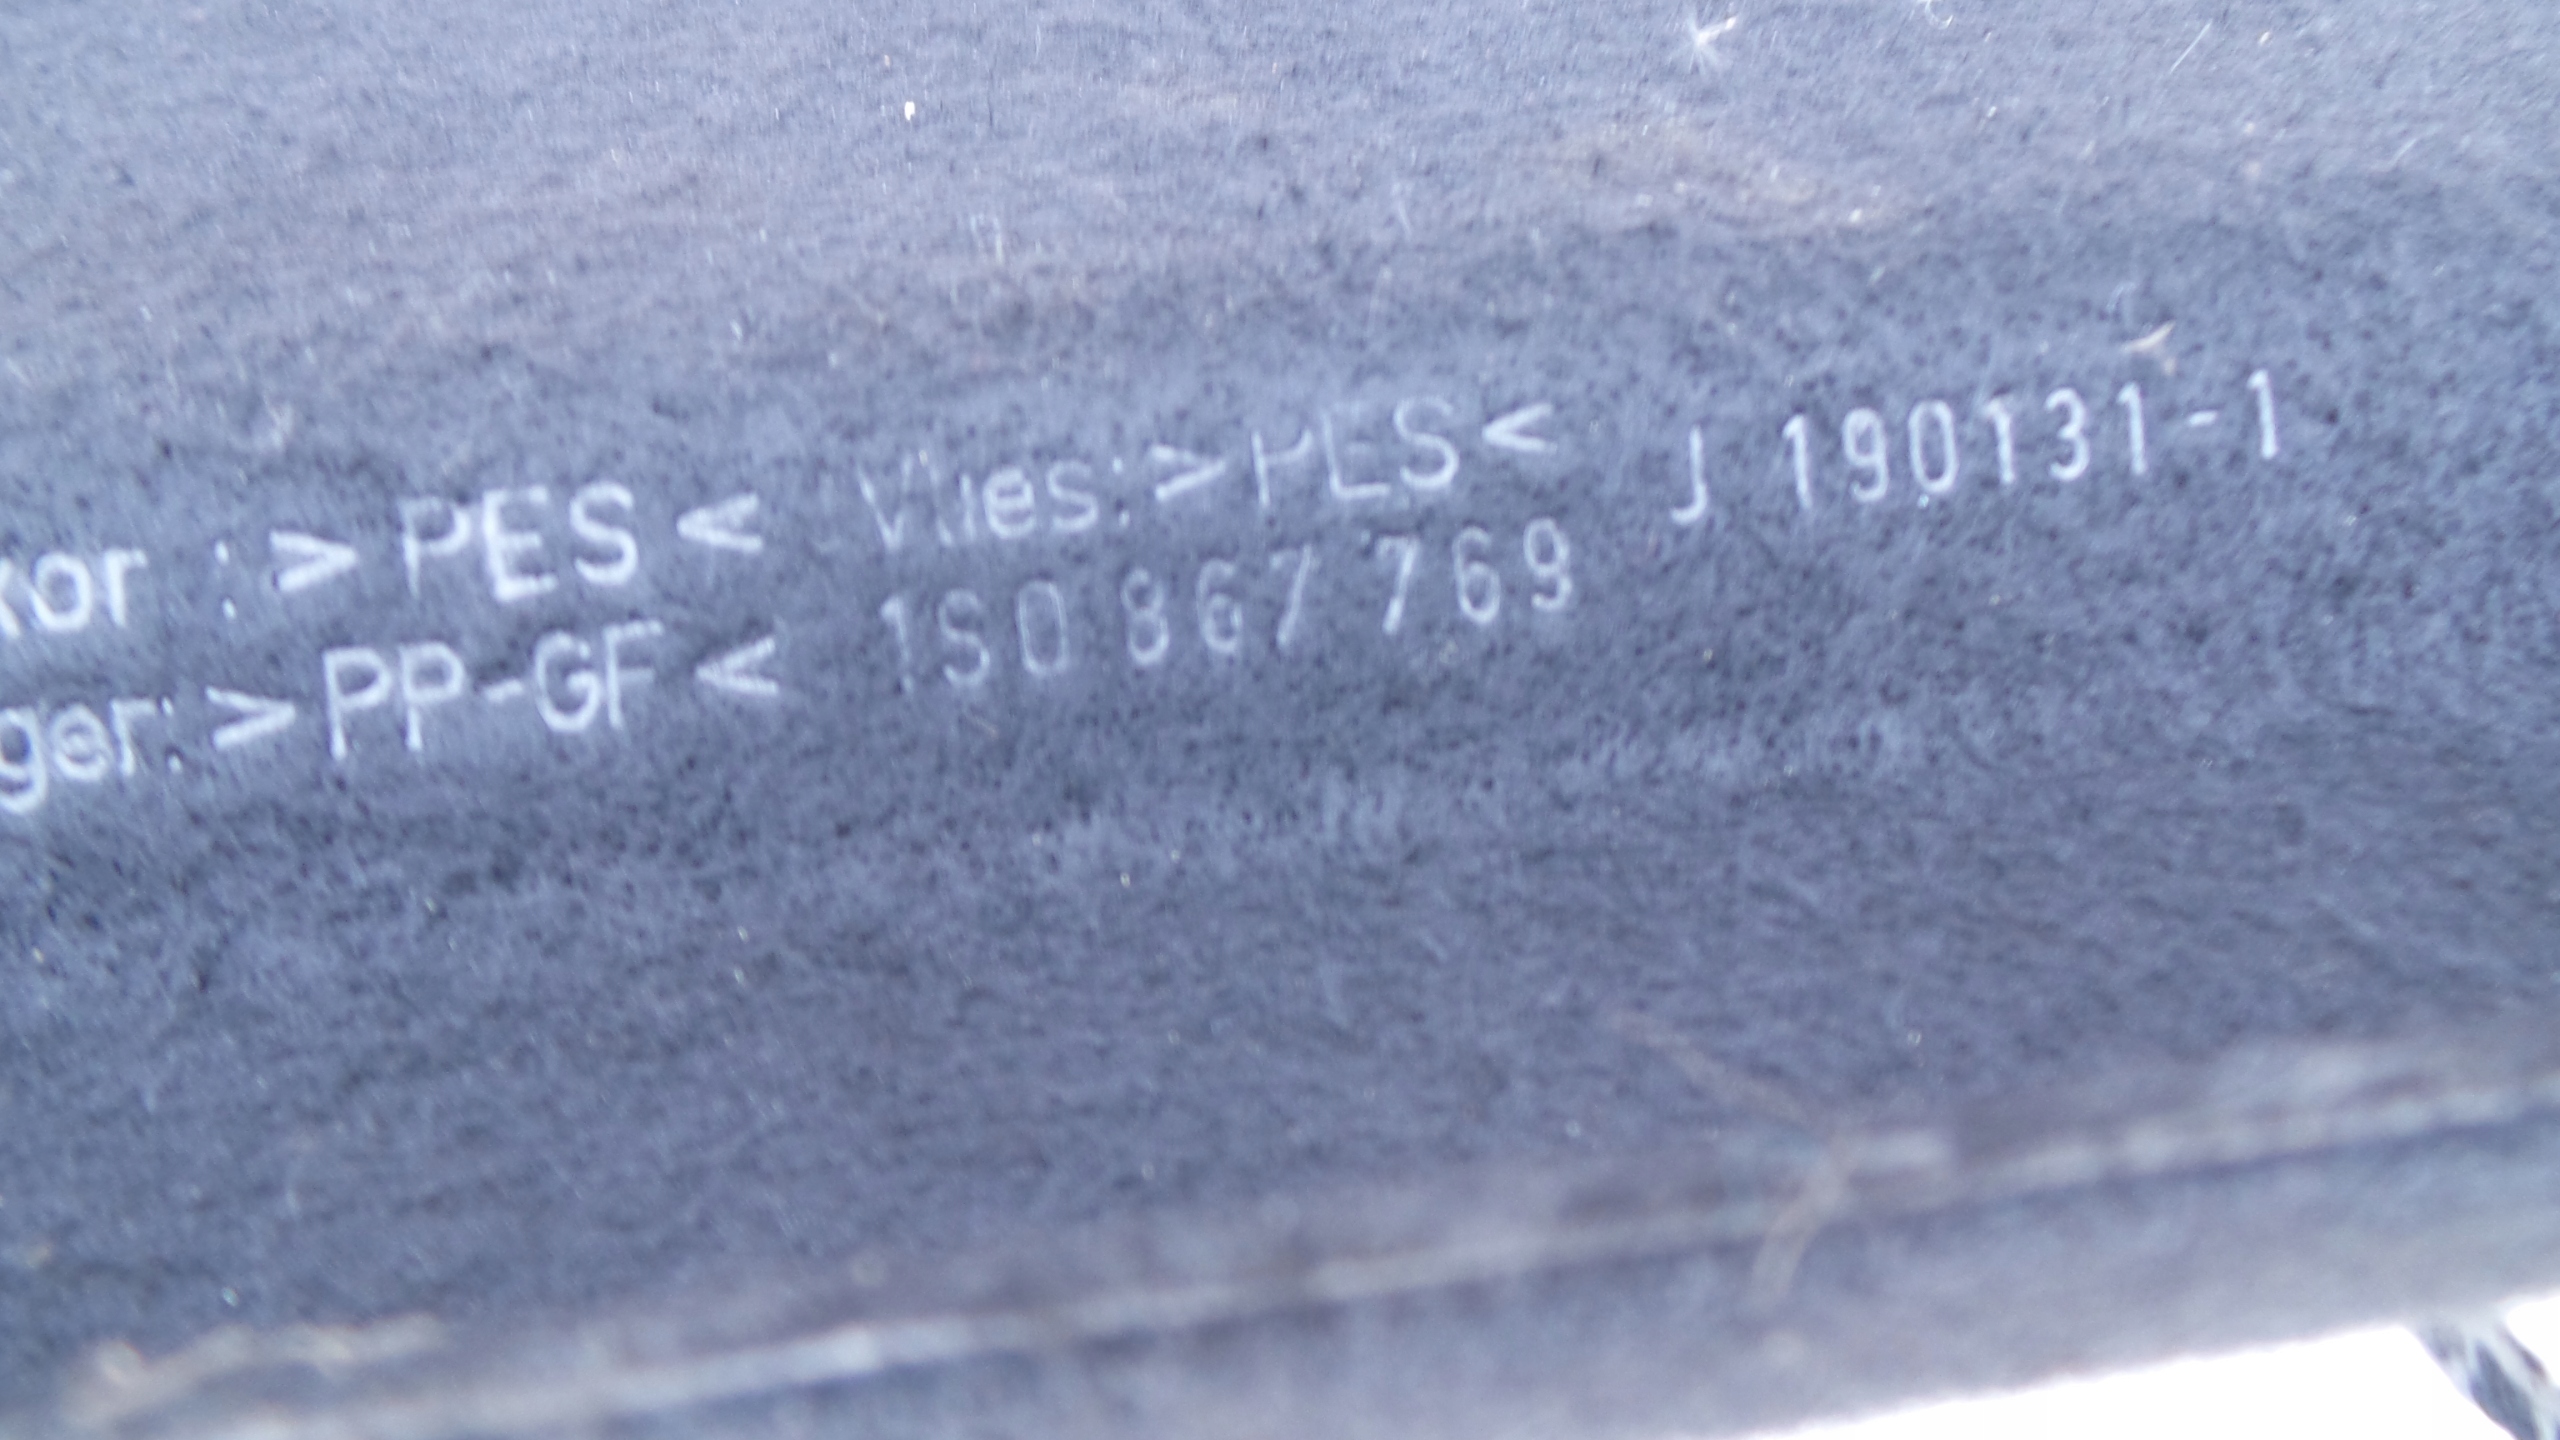 kor :>PES< Vlies:>PES< J 190131-1
ger:>PP-GF< 1S0 867 769